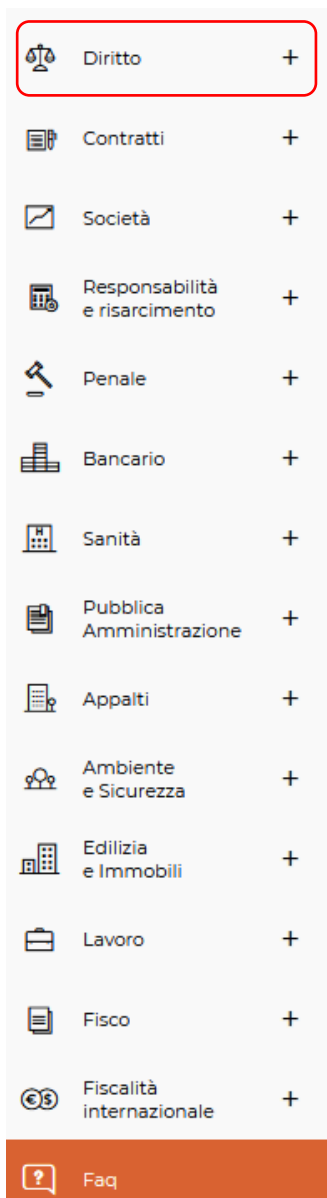 Diritto +
Contratti +
Società +
Responsabilità
e risarcimento +
Penale +
Bancario +
H
Sanità +
Pubblica
Amministrazione +
Appalti +
Ambiente
e Sicurezza +
Edilizia
e Immobili +
Lavoro +
Fisco +
€$
Fiscalità
internazionale +
?
Faq